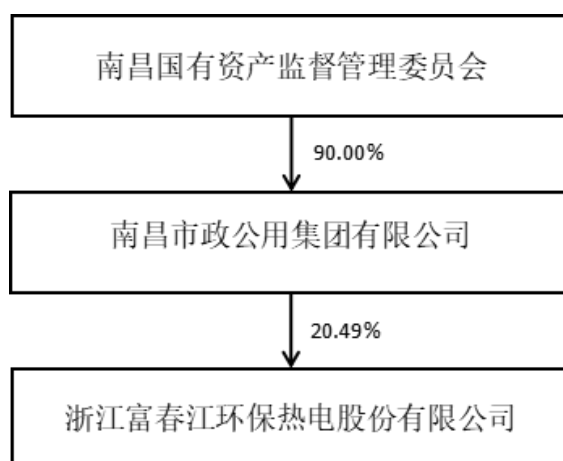 南昌国有资产监督管理委员会
90.00%
南昌市政公用集团有限公司
20.49%
浙江富春江环保热电股份有限公司